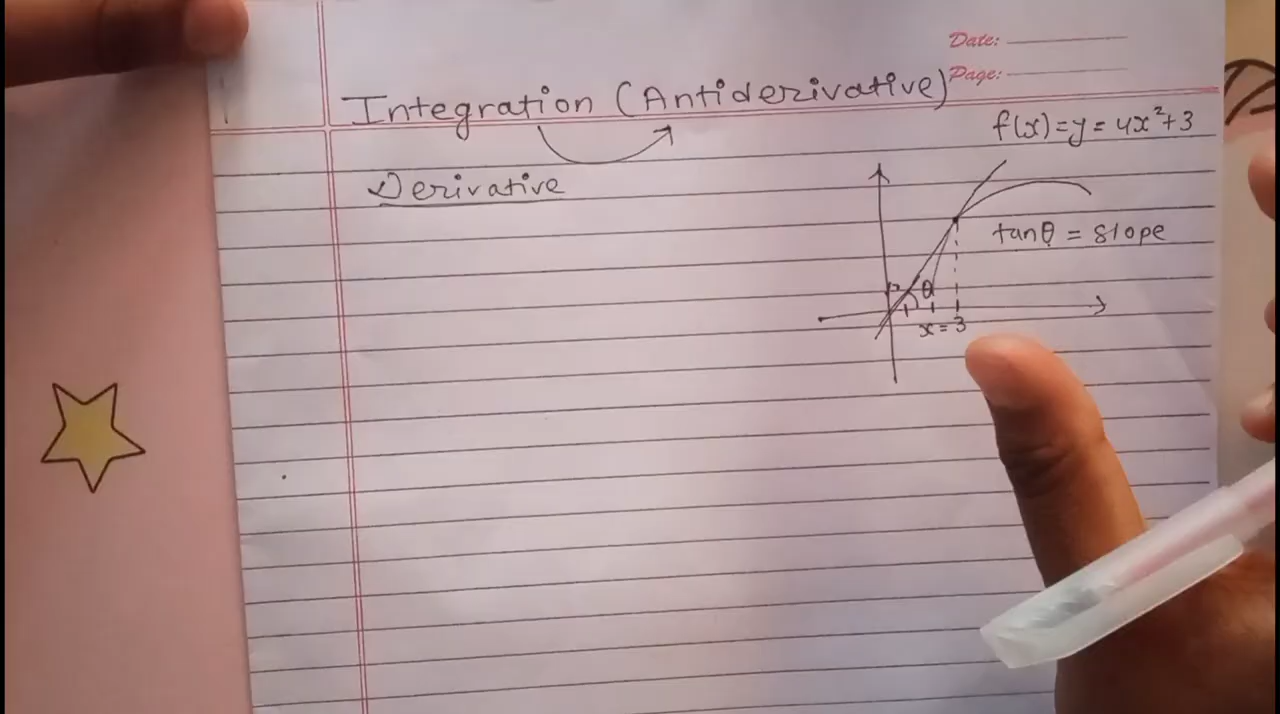 Date:
Page:
Integration (Antiderivative)
f(x)=y=4x²+3
Derivative
tanθ = slope
θ
x=3